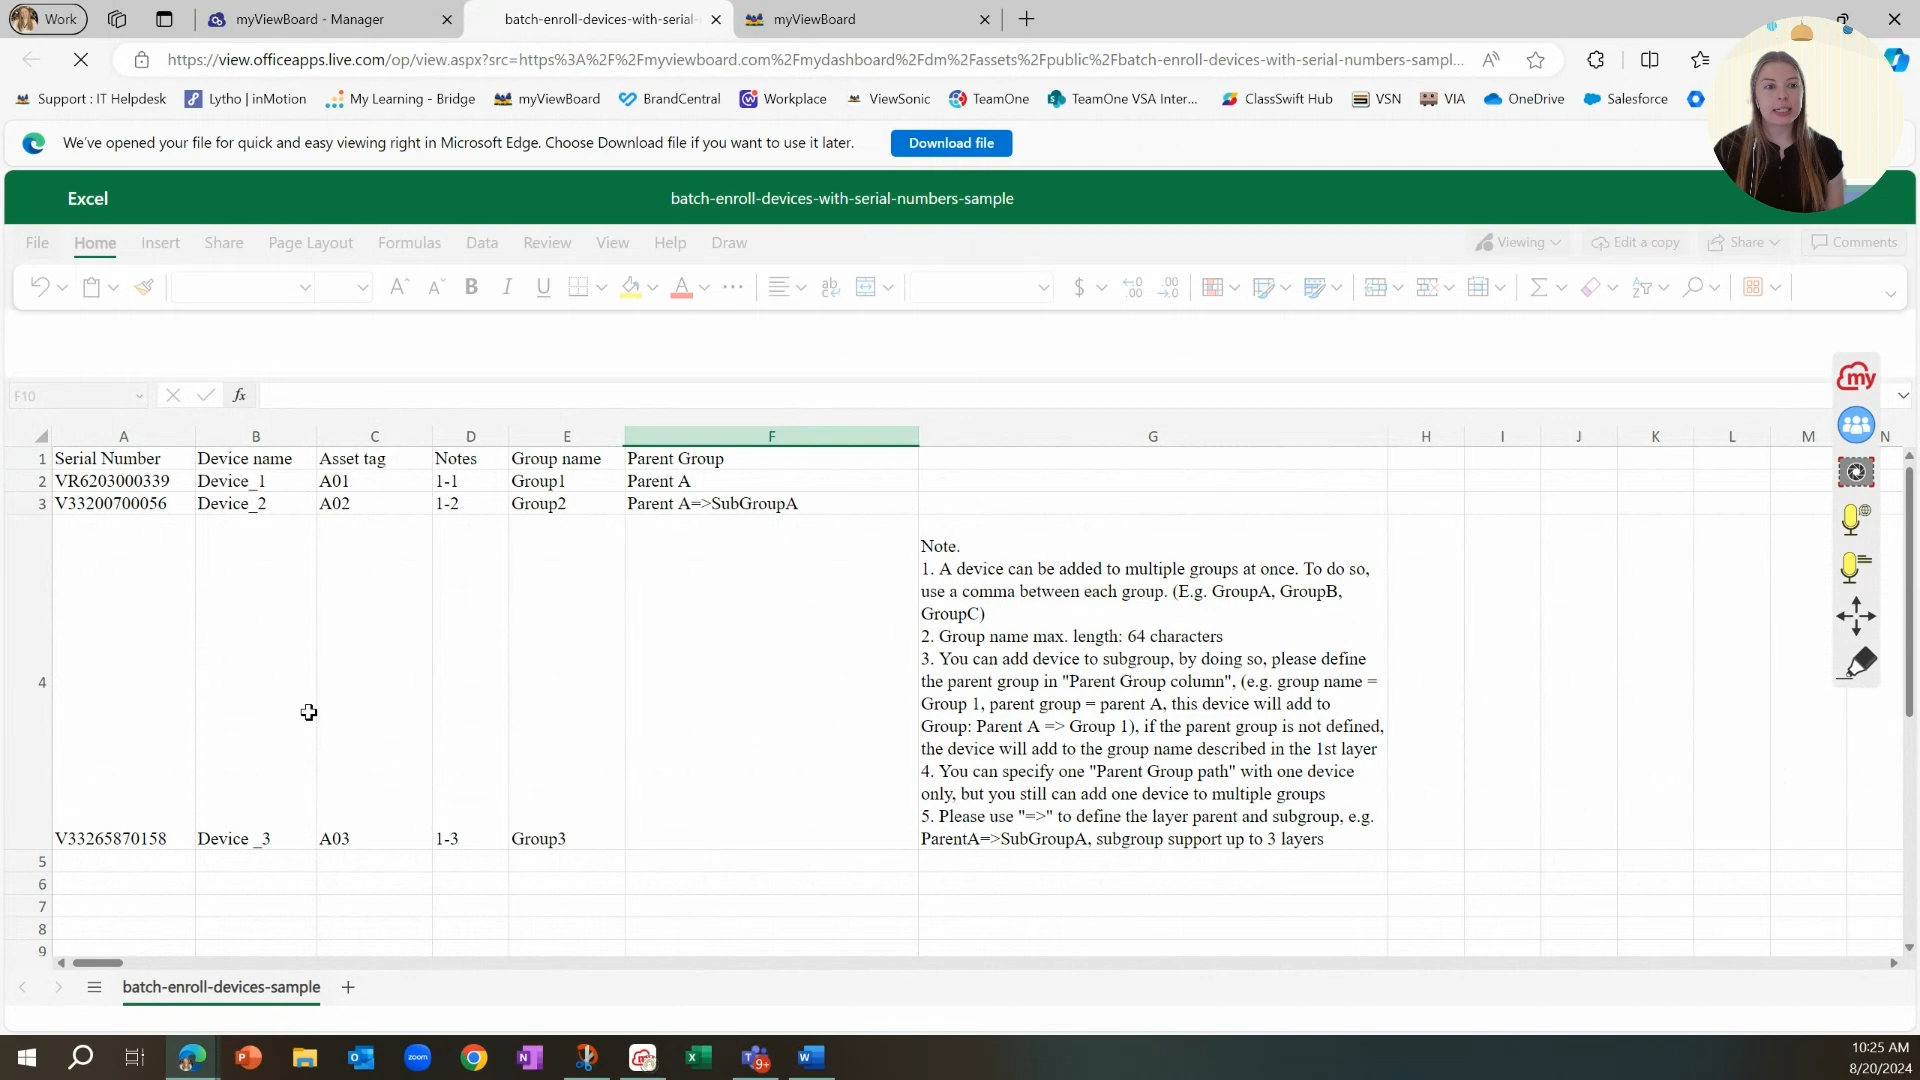 Work
myViewBoard - Manager
batch-enroll-devices-with-serial-
myViewBoard
https://view.officeapps.live.com/op/view.aspx?src=https%3A%2F%2Fmyviewboard.com%2Fmydashboard%2Fdm%2Fassets%2Fpublic%2Fbatch-enroll-devices-with-serial-numbers-sampl...
Support : IT Helpdesk
Lytho | inMotion
My Learning - Bridge
myViewBoard
BrandCentral
Workplace
ViewSonic
TeamOne
TeamOne VSA Inter...
ClassSwift Hub
VSN
VIA
OneDrive
Salesforce
We've opened your file for quick and easy viewing right in Microsoft Edge. Choose Download file if you want to use it later.
Download file
Excel
batch-enroll-devices-with-serial-numbers-sample
File Home Insert Share Page Layout Formulas Data Review View Help Draw
Viewing
Edit a copy
Share
Comments
F10
fx
A B C D E F G H I J K L M N
1 Serial Number Device name Asset tag Notes Group name Parent Group
2 VR6203000339 Device_1 A01 1-1 Group1 Parent A
3 V33200700056 Device_2 A02 1-2 Group2 Parent A=>SubGroupA
Note.
1. A device can be added to multiple groups at once. To do so,
use a comma between each group. (E.g. GroupA, GroupB,
GroupC)
2. Group name max. length: 64 characters
3. You can add device to subgroup, by doing so, please define
the parent group in "Parent Group column", (e.g. group name =
Group 1, parent group = parent A, this device will add to
Group: Parent A => Group 1), if the parent group is not defined,
the device will add to the group name described in the 1st layer
4. You can specify one "Parent Group path" with one device
only, but you still can add one device to multiple groups
5. Please use "=>" to define the layer parent and subgroup, e.g.
ParentA=>SubGroupA, subgroup support up to 3 layers
4 V33265870158 Device _3 A03 1-3 Group3
5
6
7
8
9
my
batch-enroll-devices-sample
zoom
9+
10:25 AM
8/20/2024